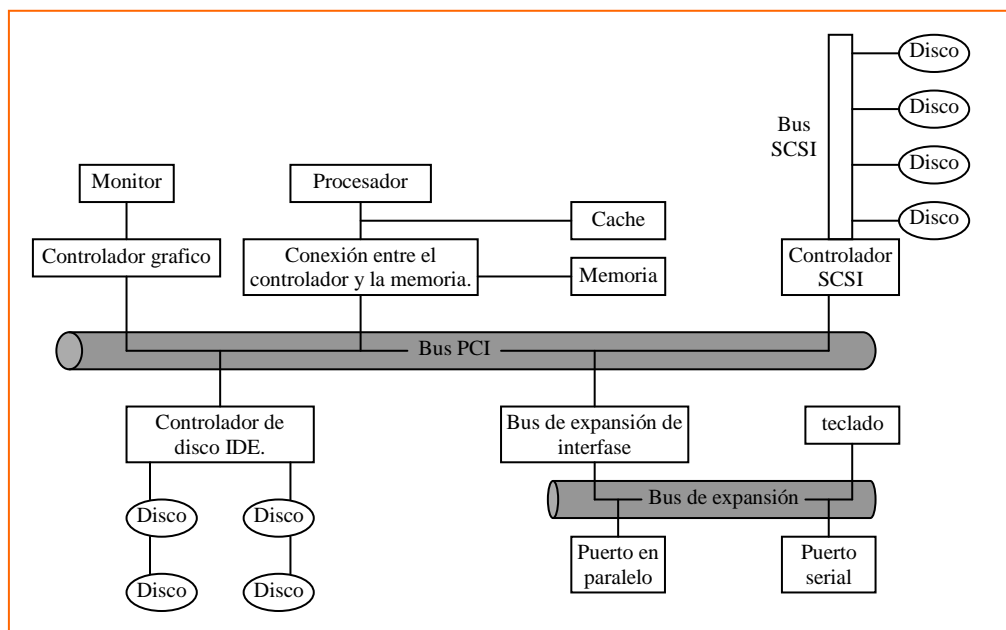 Disco
Disco
Bus
SCSI
Disco
Disco
Monitor
Procesador
Cache
Controlador grafico
Conexión entre el
controlador y la memoria.
Memoria
Controlador
SCSI
Bus PCI
Controlador de
disco IDE.
Bus de expansión de
interfase
teclado
Bus de expansión
Disco
Disco
Puerto en
paralelo
Puerto
serial
Disco
Disco